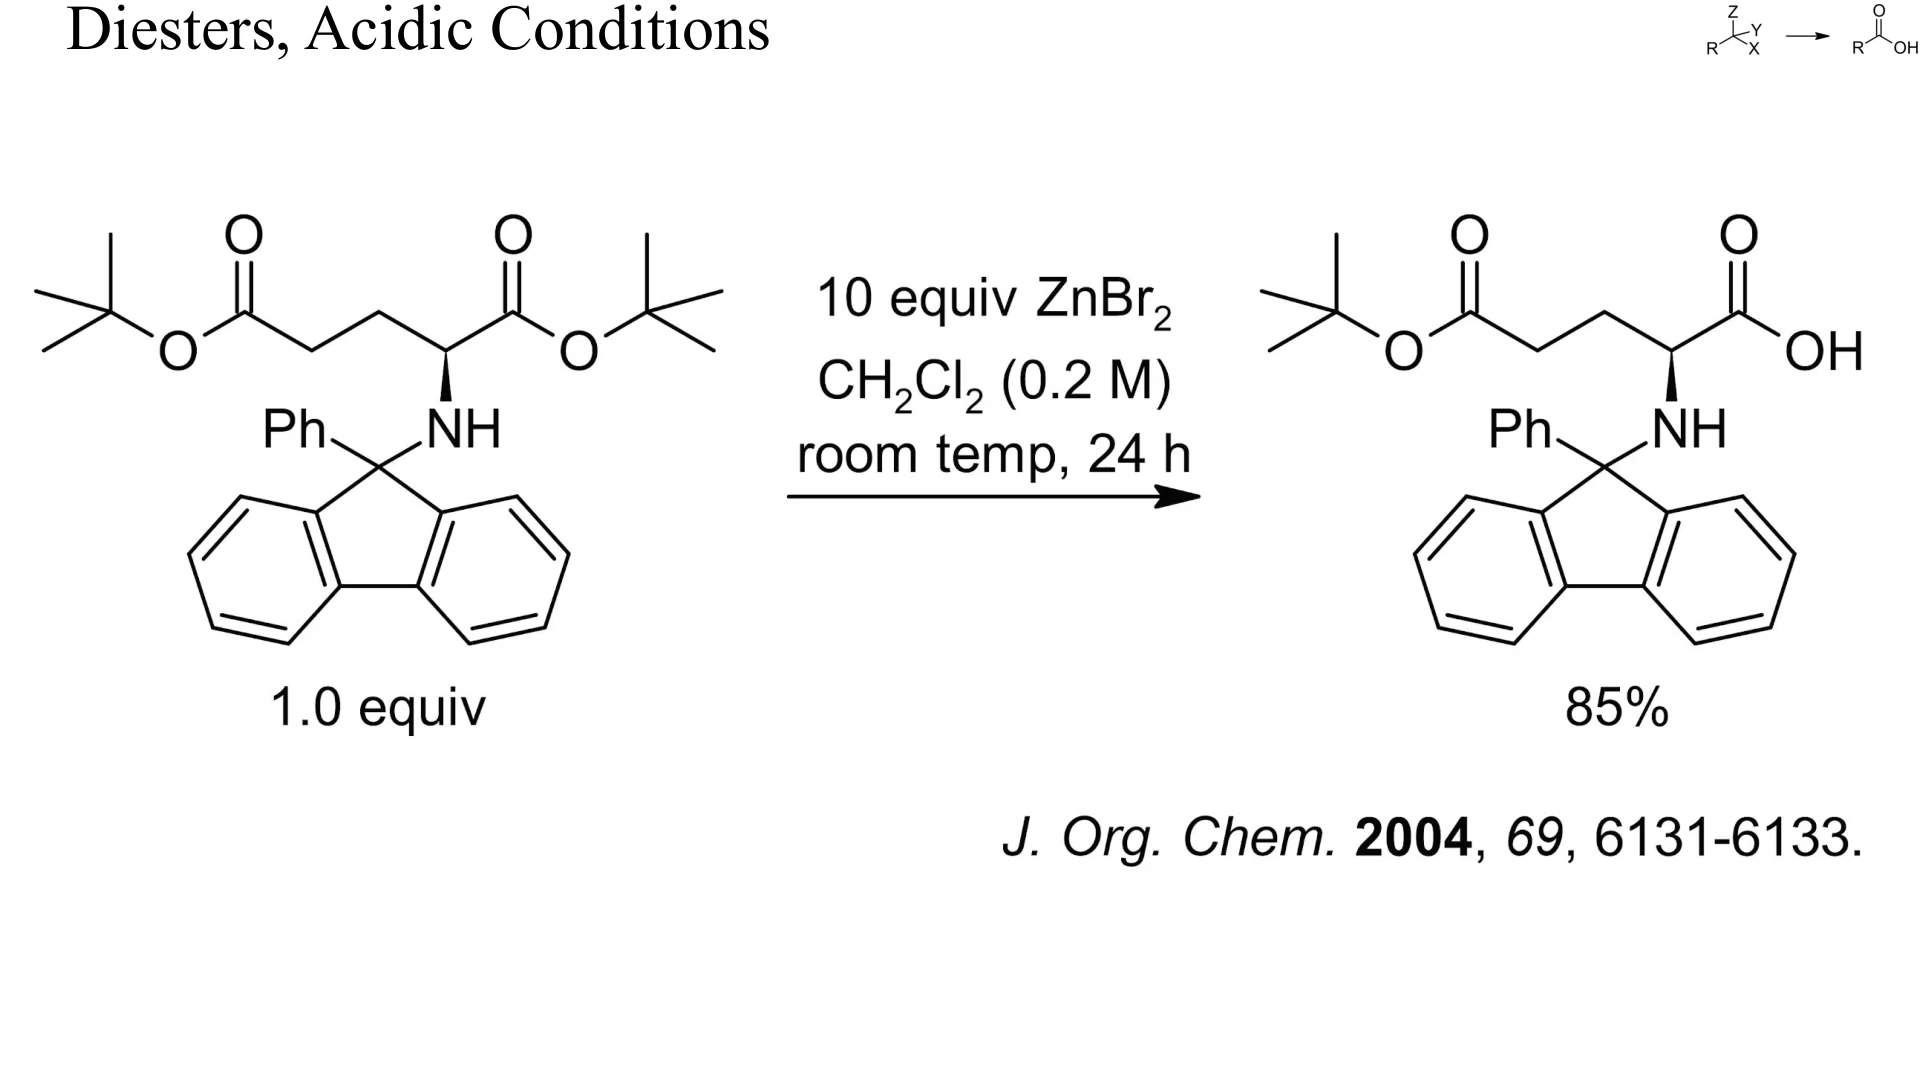 Diesters, Acidic Conditions
Z
Y
R X
O
R OH
O O
O O
Ph NH
1.0 equiv
10 equiv ZnBr₂
CH₂Cl₂ (0.2 M)
room temp, 24 h
O O
O OH
Ph NH
85%
J. Org. Chem. 2004, 69, 6131-6133.